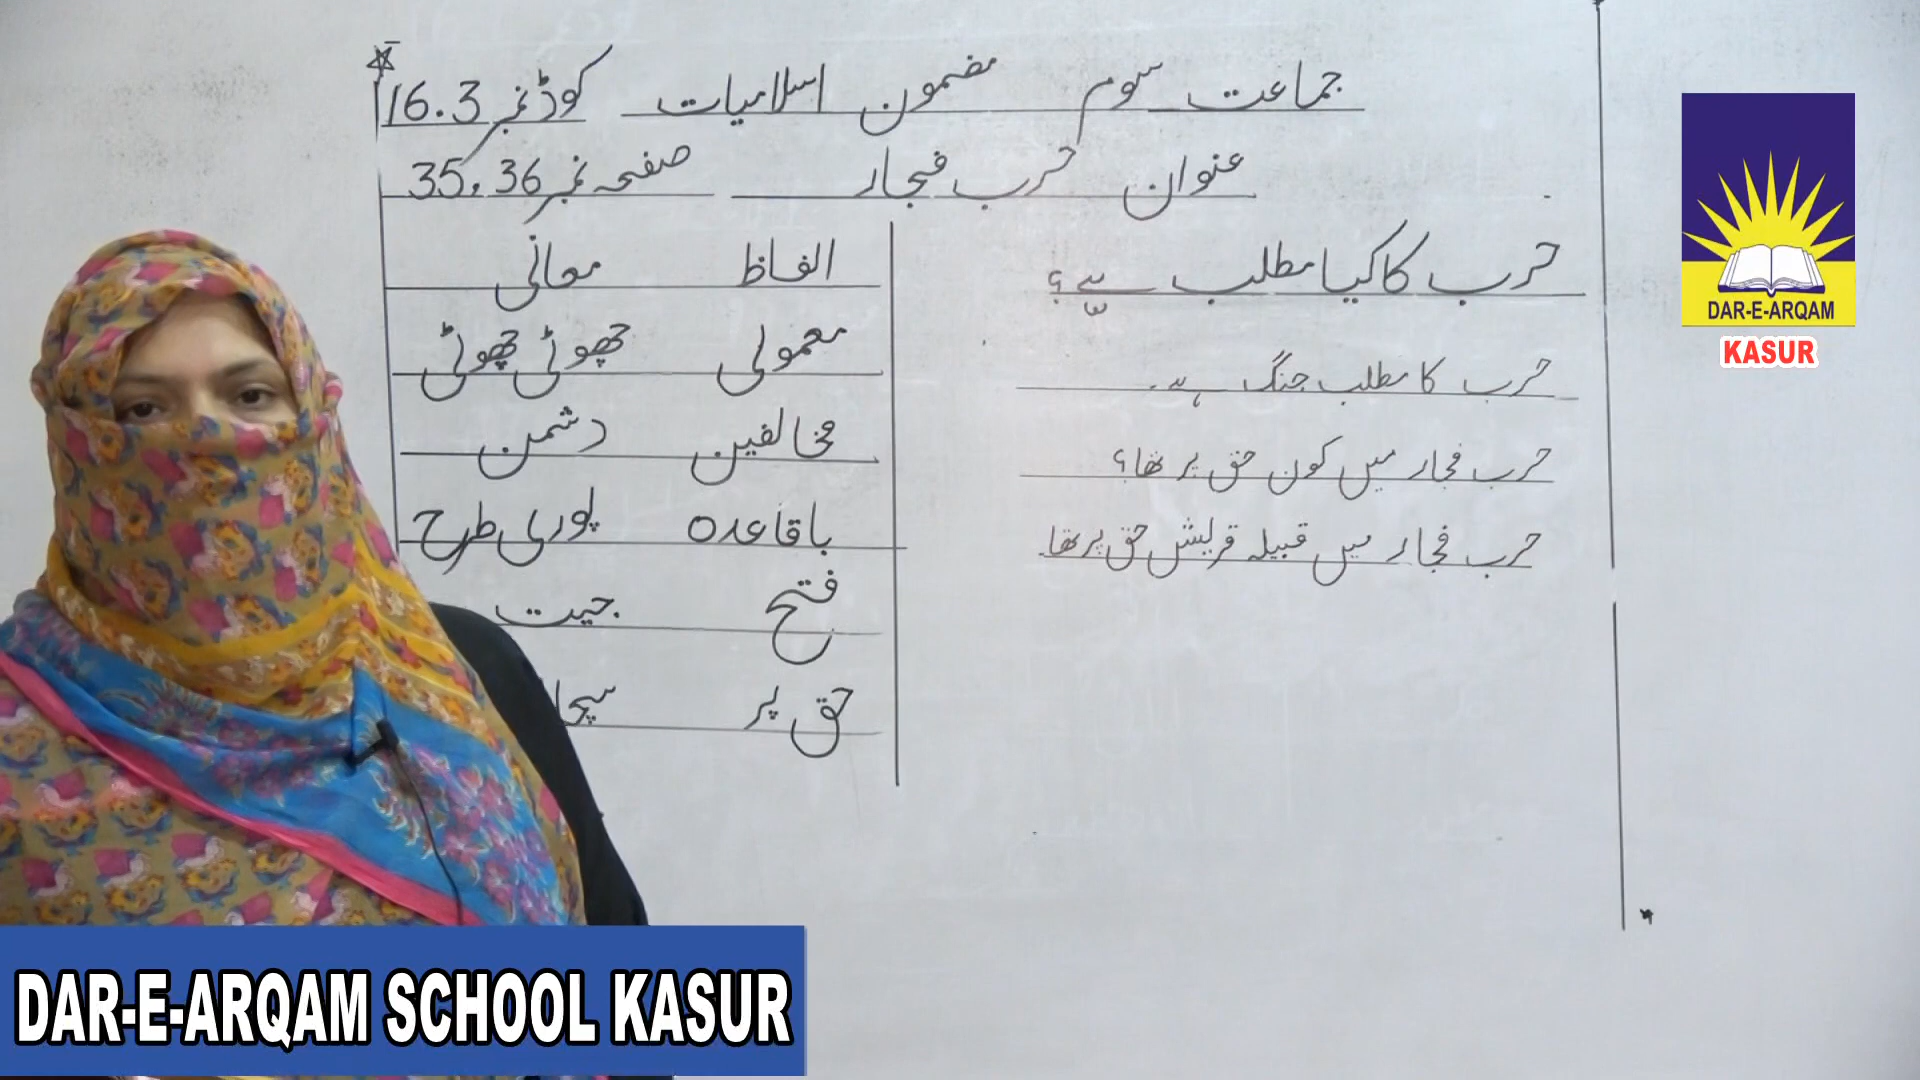 جماعت سوم مضمون اسلامیات کوڈ نمبر 16.3
عنوان حرب فجار صفحہ نمبر 35,36
حرب کا کیا مطلب ہے؟
حرب کا مطلب جنگ ہے۔
حرب فجار میں کون حق پر تھا؟
حرب فجار میں قبیلہ قریش حق پر تھا
الفاظ معانی
معمولی چھوٹی چھوٹی
مخالفین دشمن
باقاعدہ پوری طرح
فتح جیت
حق پر
DAR-E-ARQAM
KASUR
DAR-E-ARQAM SCHOOL KASUR